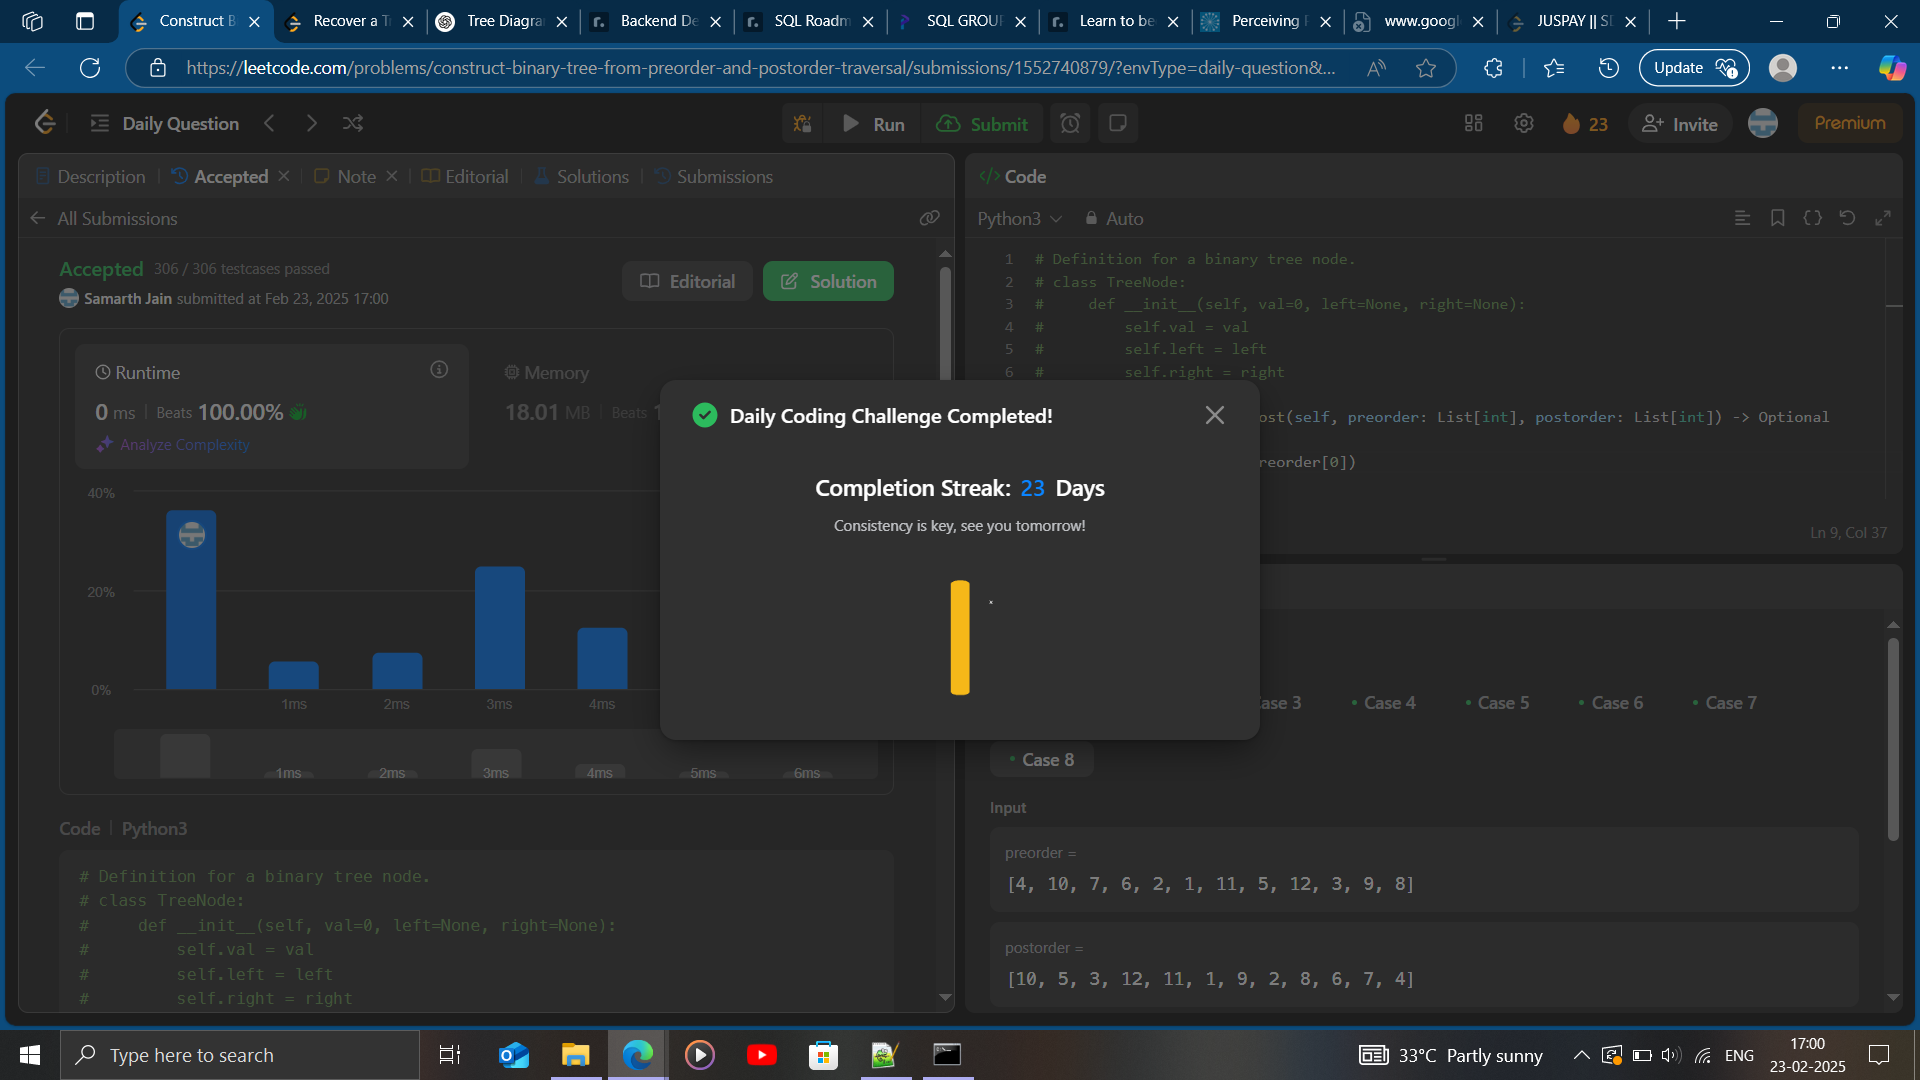 Construct B
Recover a T
Tree Diagra
Backend De
SQL Roadm
SQL GROUP
Learn to be
Perceiving
www.googl
JUSPAY || S
https://leetcode.com/problems/construct-binary-tree-from-preorder-and-postorder-traversal/submissions/1552740879/?envType=daily-question&...
Update
Daily Question
Run
Submit
23
Invite
Premium
Description
Accepted
Note
Editorial
Solutions
Submissions
All Submissions
Accepted 306 / 306 testcases passed
Samarth Jain submitted at Feb 23, 2025 17:00
Editorial
Solution
Runtime
0 ms | Beats 100.00%
Analyze Complexity
Memory
18.01 MB | Beats 1
40%
20%
0%
1ms
2ms
3ms
4ms
1ms
2ms
3ms
4ms
5ms
6ms
Code | Python3
# Definition for a binary tree node.
# class TreeNode:
#     def __init__(self, val=0, left=None, right=None):
#         self.val = val
#         self.left = left
#         self.right = right
Daily Coding Challenge Completed!
Completion Streak: 23 Days
Consistency is key, see you tomorrow!
</> Code
Python3
Auto
1 # Definition for a binary tree node.
2 # class TreeNode:
3 #     def __init__(self, val=0, left=None, right=None):
4 #         self.val = val
5 #         self.left = left
6 #         self.right = right
ost(self, preorder: List[int], postorder: List[int]) -> Optional
reorder[0])
Ln 9, Col 37
ase 3
Case 4
Case 5
Case 6
Case 7
Case 8
Input
preorder =
[4, 10, 7, 6, 2, 1, 11, 5, 12, 3, 9, 8]
postorder =
[10, 5, 3, 12, 11, 1, 9, 2, 8, 6, 7, 4]
Type here to search
33°C Partly sunny
ENG
17:00
23-02-2025